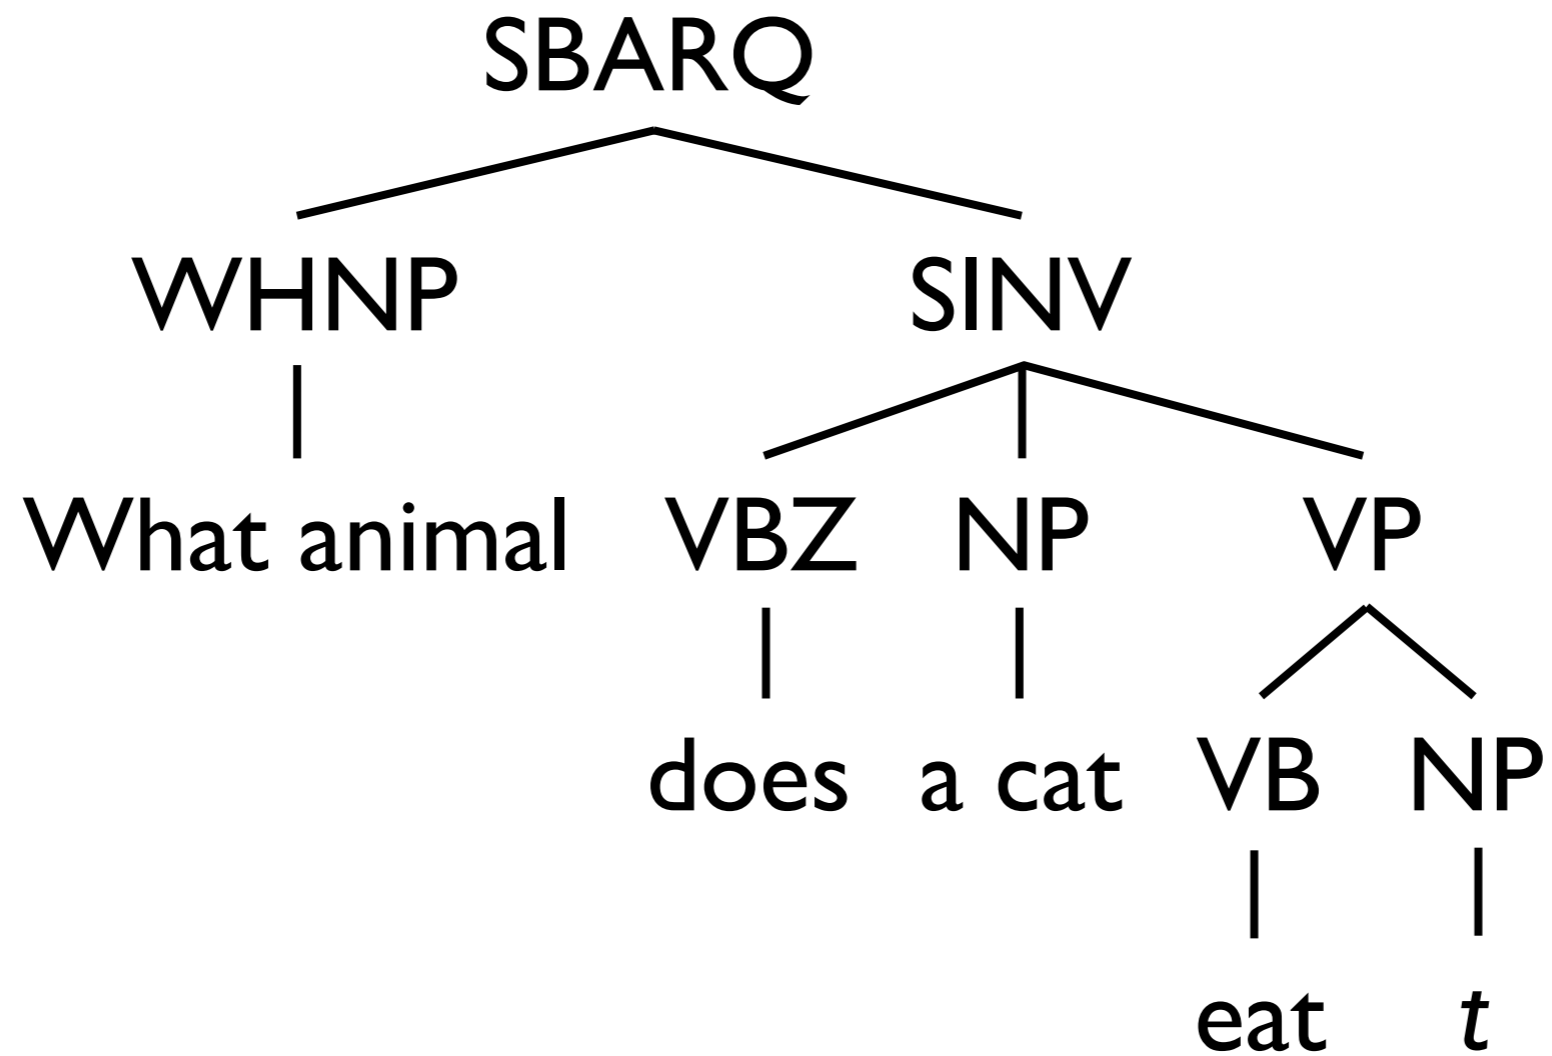 SBARQ
WHNP SINV
What animal VBZ NP VP
does a cat VB NP
eat t